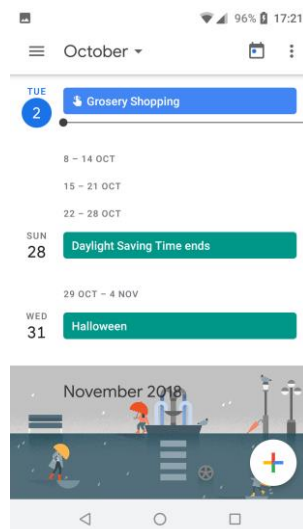 96% 17:21
October
TUE
2
Grosery Shopping
8 – 14 OCT
15 – 21 OCT
22 – 28 OCT
SUN
28
Daylight Saving Time ends
29 OCT – 4 NOV
WED
31
Halloween
November 2018